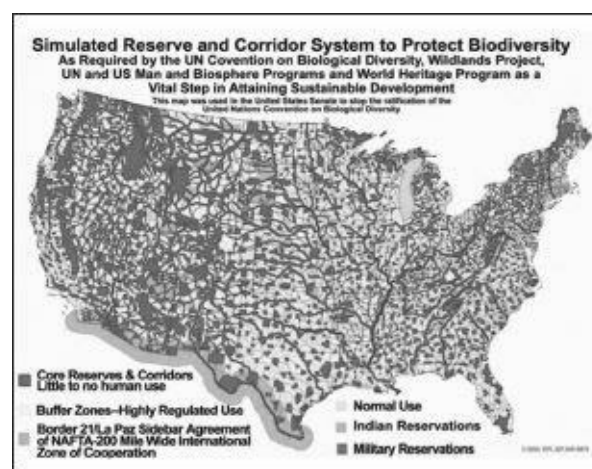 Simulated Reserve and Corridor System to Protect Biodiversity
As Required by the UN Covention on Biological Diversity, Wildlands Project,
UN and US Man and Biosphere Programs and World Heritage Program as a
Vital Step in Attaining Sustainable Development
This map was used in the United States Senate to stop the ratification of the
United Nations Convention on Biological Diversity
Core Reserves & Corridors
Little to no human use
Buffer Zones–Highly Regulated Use
Border 21/La Paz Sidebar Agreement
of NAFTA-200 Mile Wide International
Zone of Cooperation
Normal Use
Indian Reservations
Military Reservations